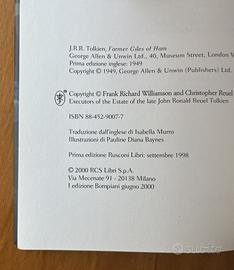 J.R.R. Tolkien, Farmer Giles of Ham
George Allen & Unwin Ltd., 40, Museum Street, London
Prima edizione inglese: 1949
Copyright © 1949, George Allen & Unwin (Publishers) Ltd.
Copyright © Frank Richard Williamson and Christopher Reuel
Executors of the Estate of the late John Ronald Reuel Tolkien
ISBN 88-452-9007-7
Traduzione dall'inglese di Isabella Murro
Illustrazioni di Pauline Diana Baynes
Prima edizione Rusconi Libri: settembre 1998
© 2000 RCS Libri S.p.A.
Via Mecenate 91 - 20138 Milano
I edizione Bompiani giugno 2000
subito